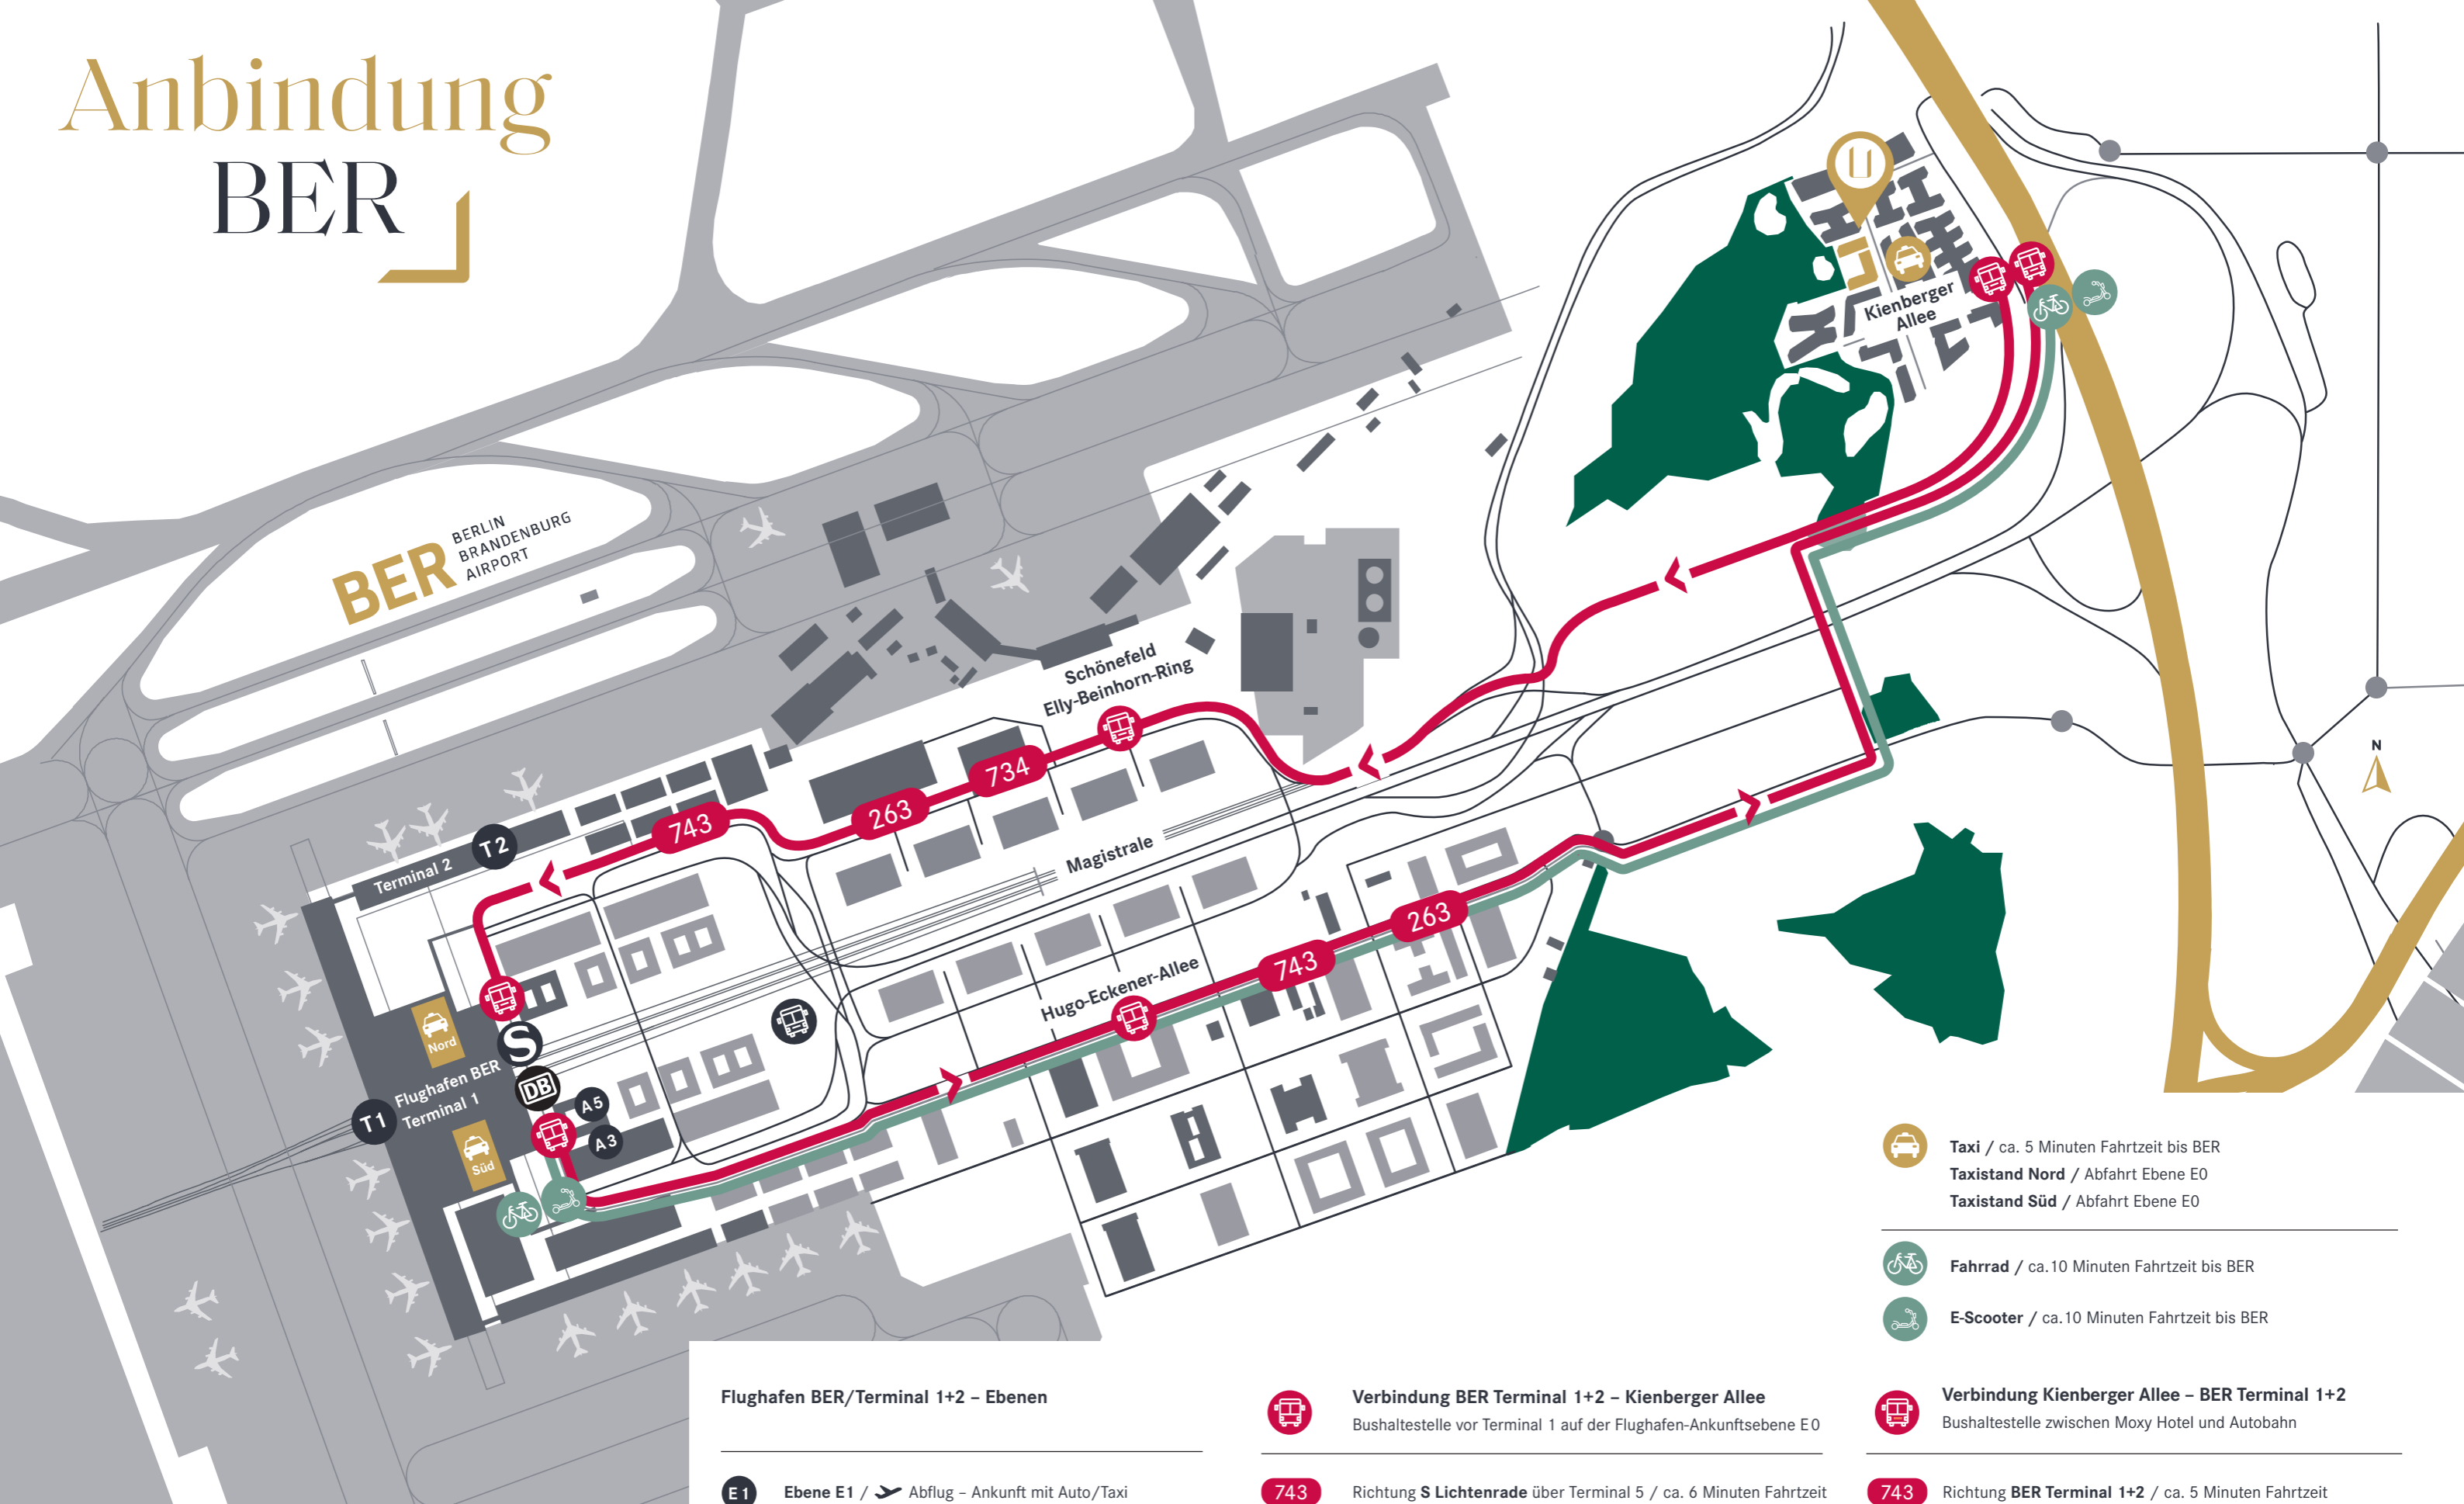 Anbindung
BER
BER
BERLIN
BRANDENBURG
AIRPORT
Kienberger
Allee
Schönefeld
Elly-Beinhorn-Ring
734
263
743
T2
Terminal 2
Magistrale
Hugo-Eckener-Allee
263
743
Nord
S
DB
Flughafen BER
Terminal 1
T1
A5
A3
Süd
N
Taxi / ca. 5 Minuten Fahrtzeit bis BER
Taxistand Nord / Abfahrt Ebene E0
Taxistand Süd / Abfahrt Ebene E0
Fahrrad / ca.10 Minuten Fahrtzeit bis BER
E-Scooter / ca.10 Minuten Fahrtzeit bis BER
Flughafen BER/Terminal 1+2 – Ebenen
E1 Ebene E1 / Abflug – Ankunft mit Auto/Taxi
Verbindung BER Terminal 1+2 – Kienberger Allee
Bushaltestelle vor Terminal 1 auf der Flughafen-Ankunftsebene E0
743 Richtung S Lichtenrade über Terminal 5 / ca. 6 Minuten Fahrtzeit
Verbindung Kienberger Allee – BER Terminal 1+2
Bushaltestelle zwischen Moxy Hotel und Autobahn
743 Richtung BER Terminal 1+2 / ca. 5 Minuten Fahrtzeit